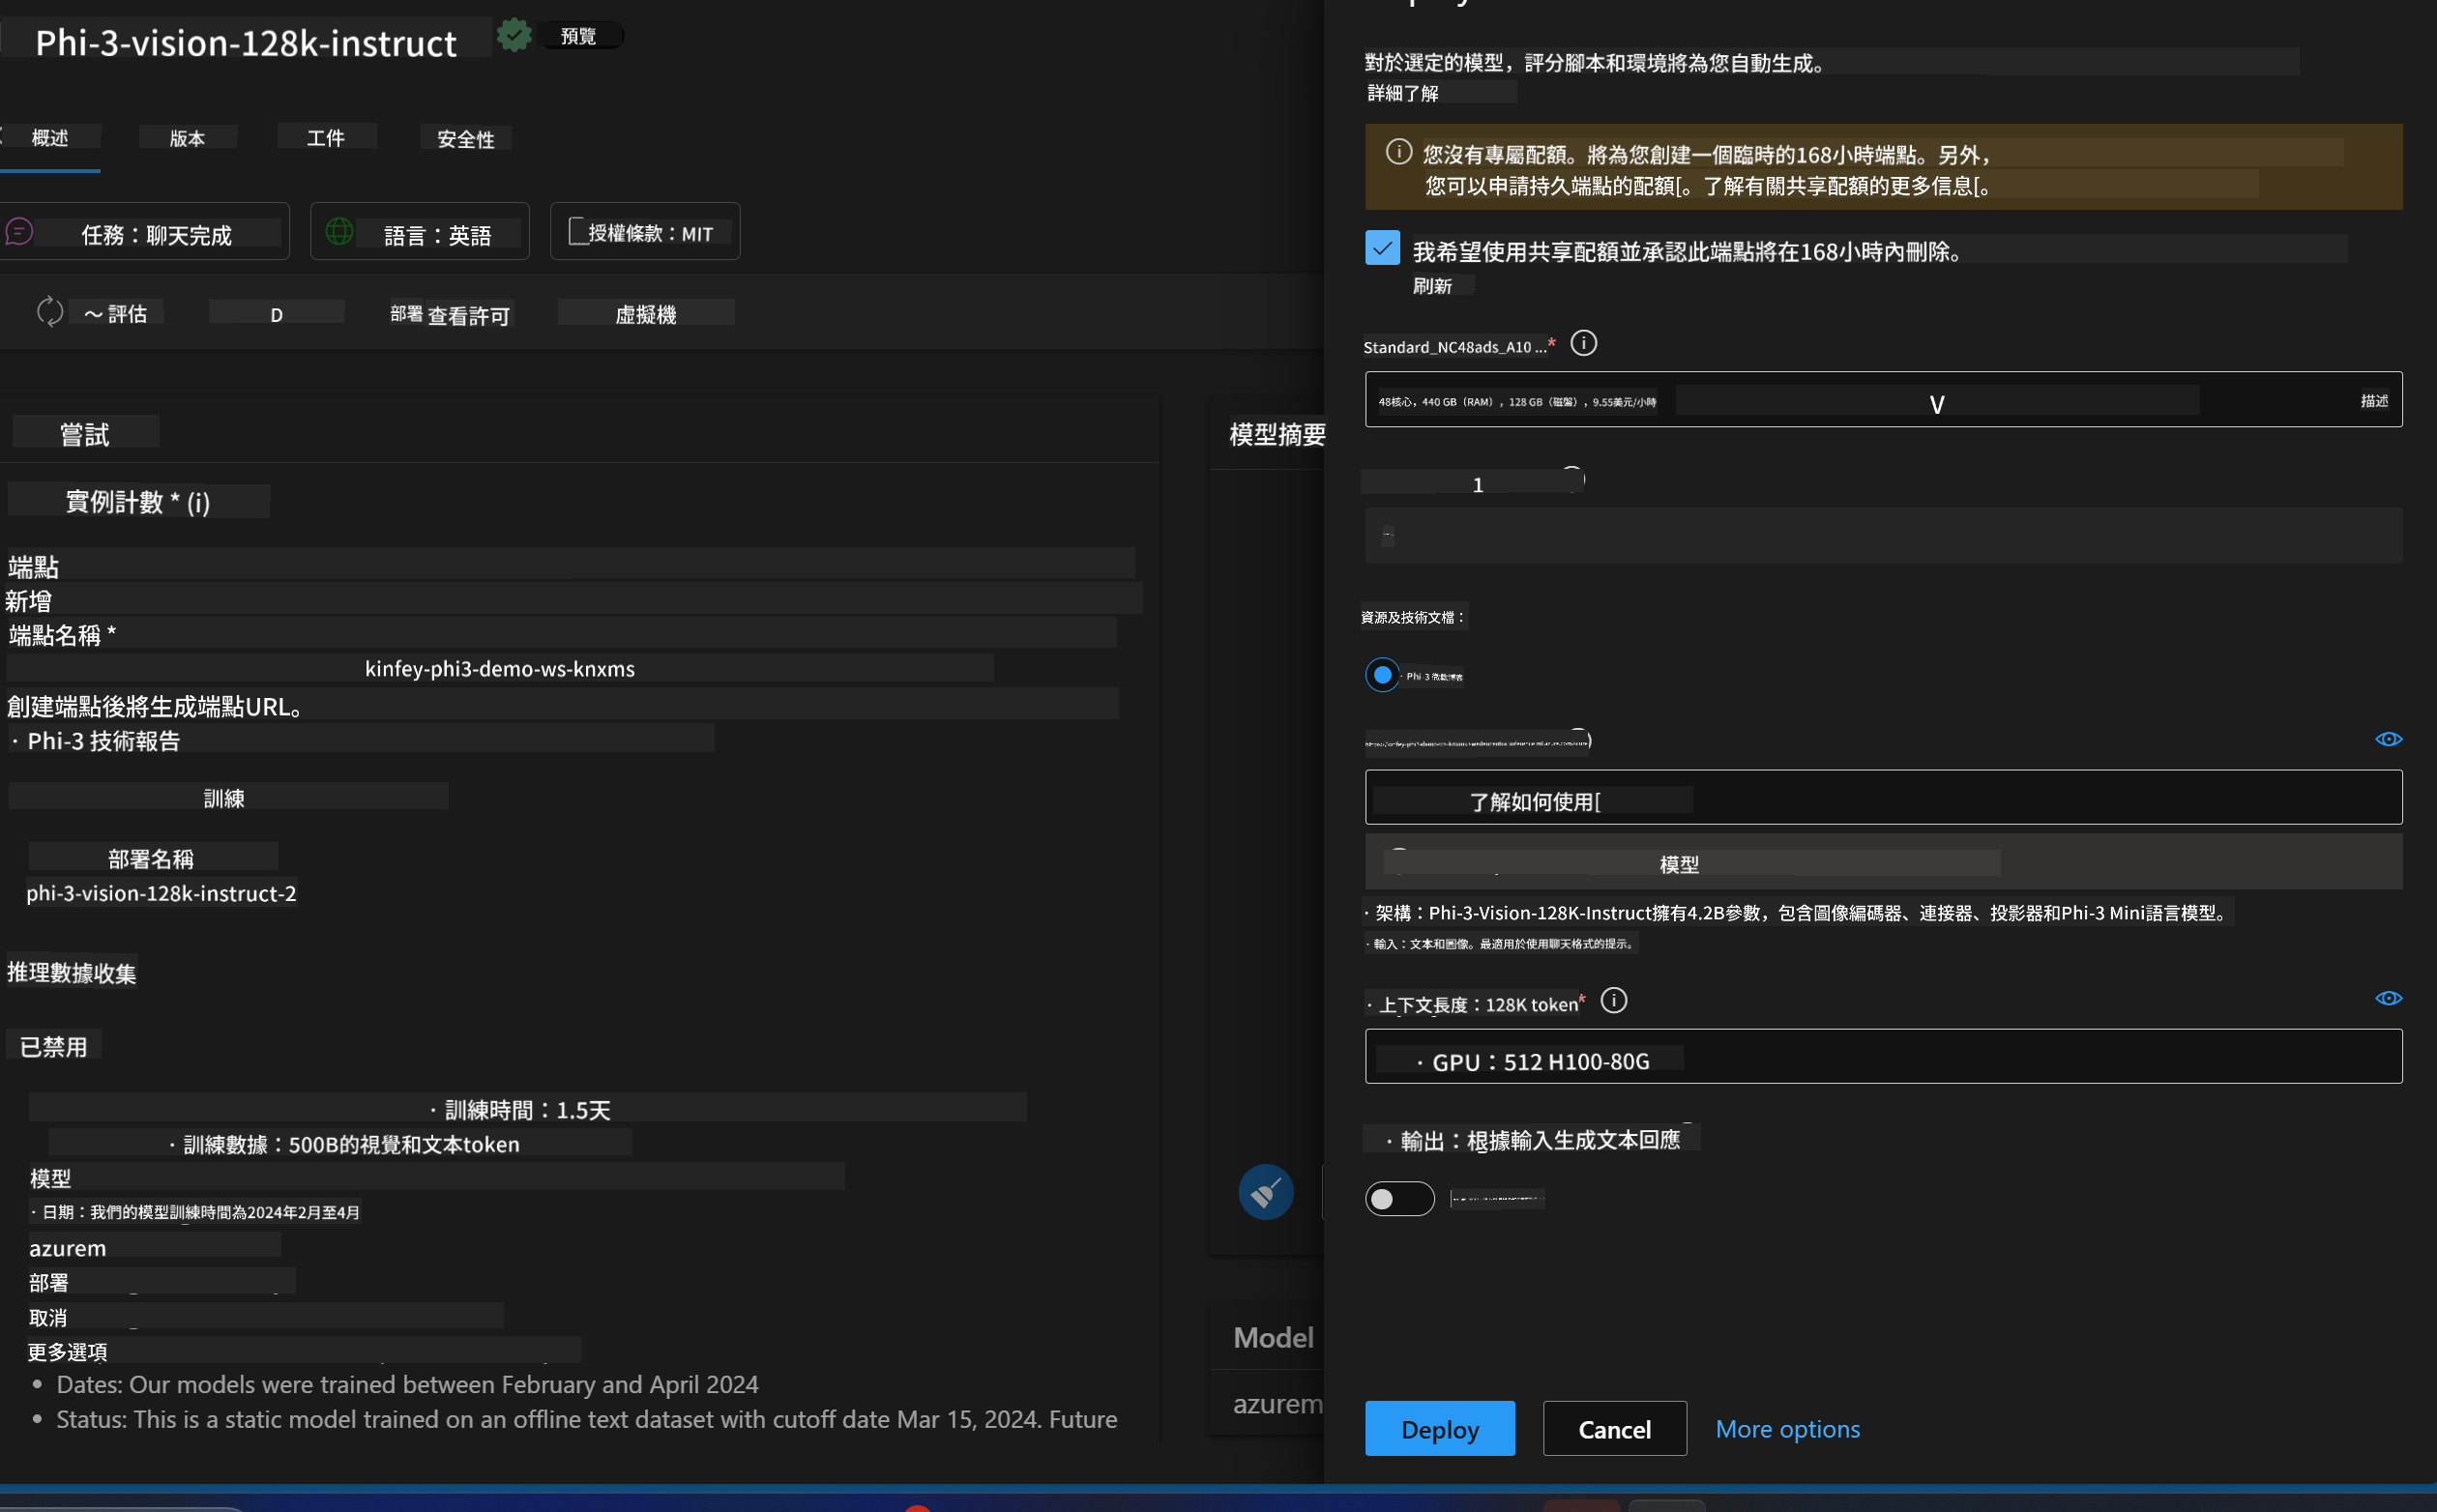 Phi-3-vision-128k-instruct
預覽
概述
版本
工件
安全性
任務：聊天完成
語言：英語
授權條款：MIT
～評估
D
部署
查看許可
虛擬機
嘗試
實例計數 * (i)
端點
新增
端點名稱 *
kinfey-phi3-demo-ws-knxms
創建端點後將生成端點URL。
· Phi-3 技術報告
訓練
部署名稱
phi-3-vision-128k-instruct-2
推理數據收集
已禁用
· 訓練時間：1.5天
· 訓練數據：500B的視覺和文本token
模型
· 日期：我們的模型訓練時間為2024年2月至4月
azurem
部署
取消
更多選項
• Dates: Our models were trained between February and April 2024
• Status: This is a static model trained on an offline text dataset with cutoff date Mar 15, 2024. Future
模型摘要
Model
azurem
對於選定的模型，評分腳本和環境將為您自動生成。
詳細了解
您沒有專屬配額。將為您創建一個臨時的168小時端點。另外，
您可以申請持久端點的配額[。了解有關共享配額的更多信息[。
我希望使用共享配額並承認此端點將在168小時內刪除。
刷新
Standard_NC48ads_A10 ...*
48核心，440 GB（RAM），128 GB（磁盤），9.55美元/小時
V
描述
1
資源及技術文檔：
· Phi-3 微軟博客
了解如何使用[
模型
· 架構：Phi-3-Vision-128K-Instruct擁有4.2B參數，包含圖像編碼器、連接器、投影器和Phi-3 Mini語言模型。
· 輸入：文本和圖像。最適用於使用聊天格式的提示。
· 上下文長度：128K token*
· GPU：512 H100-80G
· 輸出：根據輸入生成文本回應
Deploy
Cancel
More options